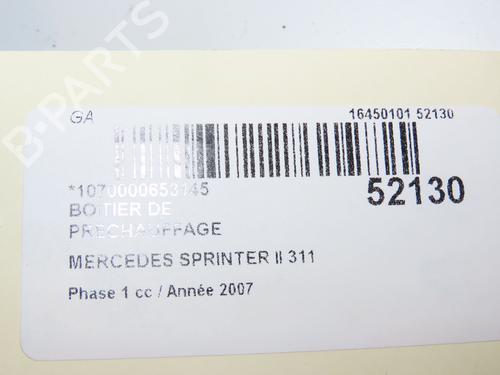 GA
16450101 52130
*1070000653145
52130
BOITIER DE
PRECHAUFFAGE
MERCEDES SPRINTER II 311
Phase 1 cc / Année 2007
B-PARTS